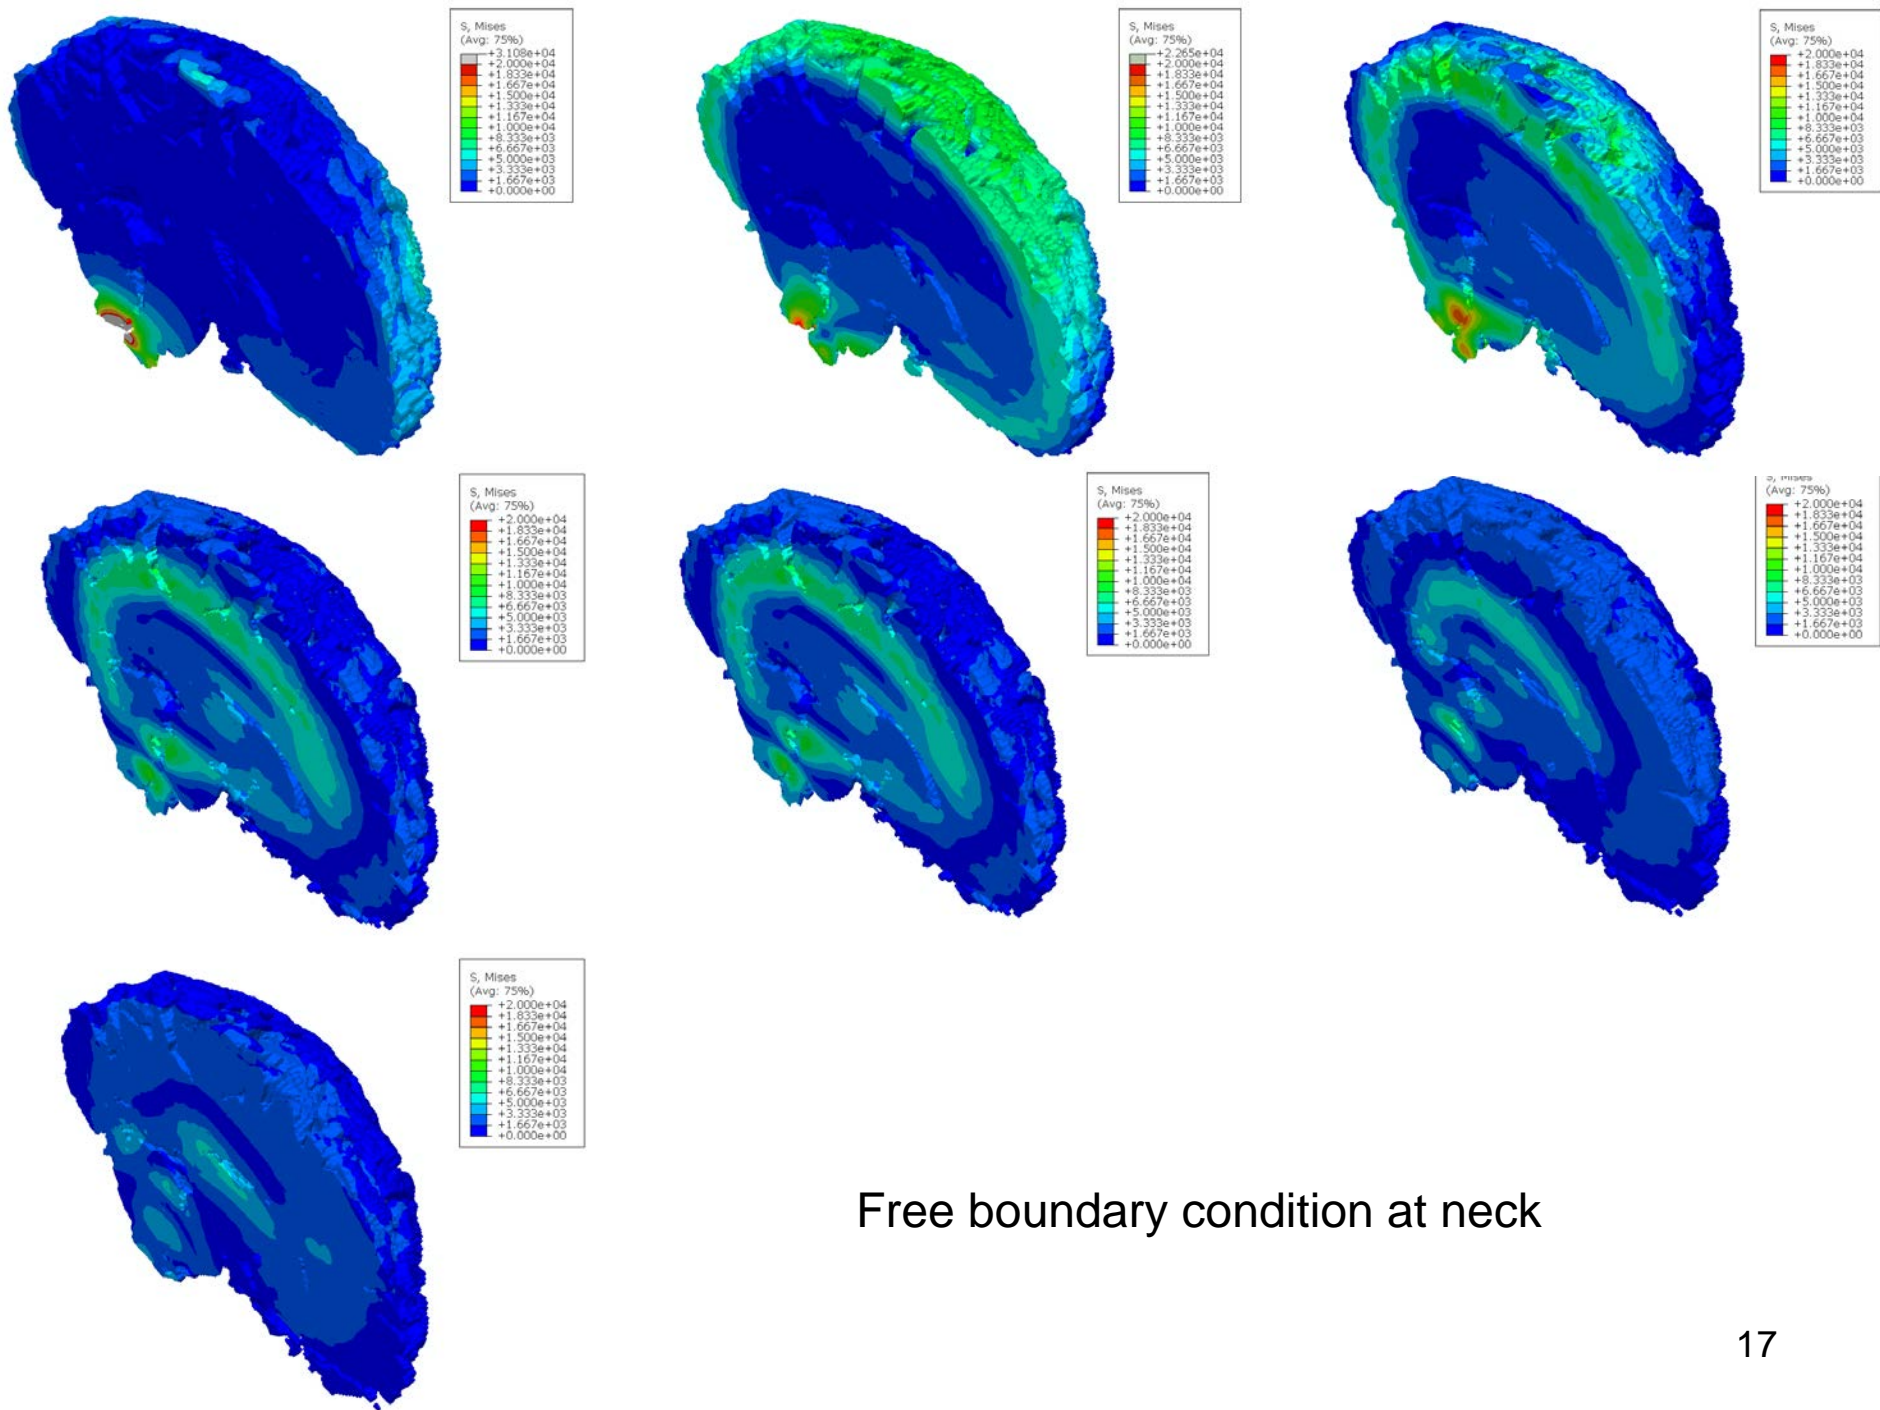 S, Mises
(Avg: 75%)
+3.108e+04
+2.000e+04
+1.833e+04
+1.667e+04
+1.500e+04
+1.333e+04
+1.167e+04
+1.000e+04
+8.333e+03
+6.667e+03
+5.000e+03
+3.333e+03
+1.667e+03
+0.000e+00
S, Mises
(Avg: 75%)
+2.265e+04
+2.000e+04
+1.833e+04
+1.667e+04
+1.500e+04
+1.333e+04
+1.167e+04
+1.000e+04
+8.333e+03
+6.667e+03
+5.000e+03
+3.333e+03
+1.667e+03
+0.000e+00
S, Mises
(Avg: 75%)
+2.000e+04
+1.833e+04
+1.667e+04
+1.500e+04
+1.333e+04
+1.167e+04
+1.000e+04
+8.333e+03
+6.667e+03
+5.000e+03
+3.333e+03
+1.667e+03
+0.000e+00
S, Mises
(Avg: 75%)
+2.000e+04
+1.833e+04
+1.667e+04
+1.500e+04
+1.333e+04
+1.167e+04
+1.000e+04
+8.333e+03
+6.667e+03
+5.000e+03
+3.333e+03
+1.667e+03
+0.000e+00
S, Mises
(Avg: 75%)
+2.000e+04
+1.833e+04
+1.667e+04
+1.500e+04
+1.333e+04
+1.167e+04
+1.000e+04
+8.333e+03
+6.667e+03
+5.000e+03
+3.333e+03
+1.667e+03
+0.000e+00
S, Mises
(Avg: 75%)
+2.000e+04
+1.833e+04
+1.667e+04
+1.500e+04
+1.333e+04
+1.167e+04
+1.000e+04
+8.333e+03
+6.667e+03
+5.000e+03
+3.333e+03
+1.667e+03
+0.000e+00
S, Mises
(Avg: 75%)
+2.000e+04
+1.833e+04
+1.667e+04
+1.500e+04
+1.333e+04
+1.167e+04
+1.000e+04
+8.333e+03
+6.667e+03
+5.000e+03
+3.333e+03
+1.667e+03
+0.000e+00
Free boundary condition at neck
17